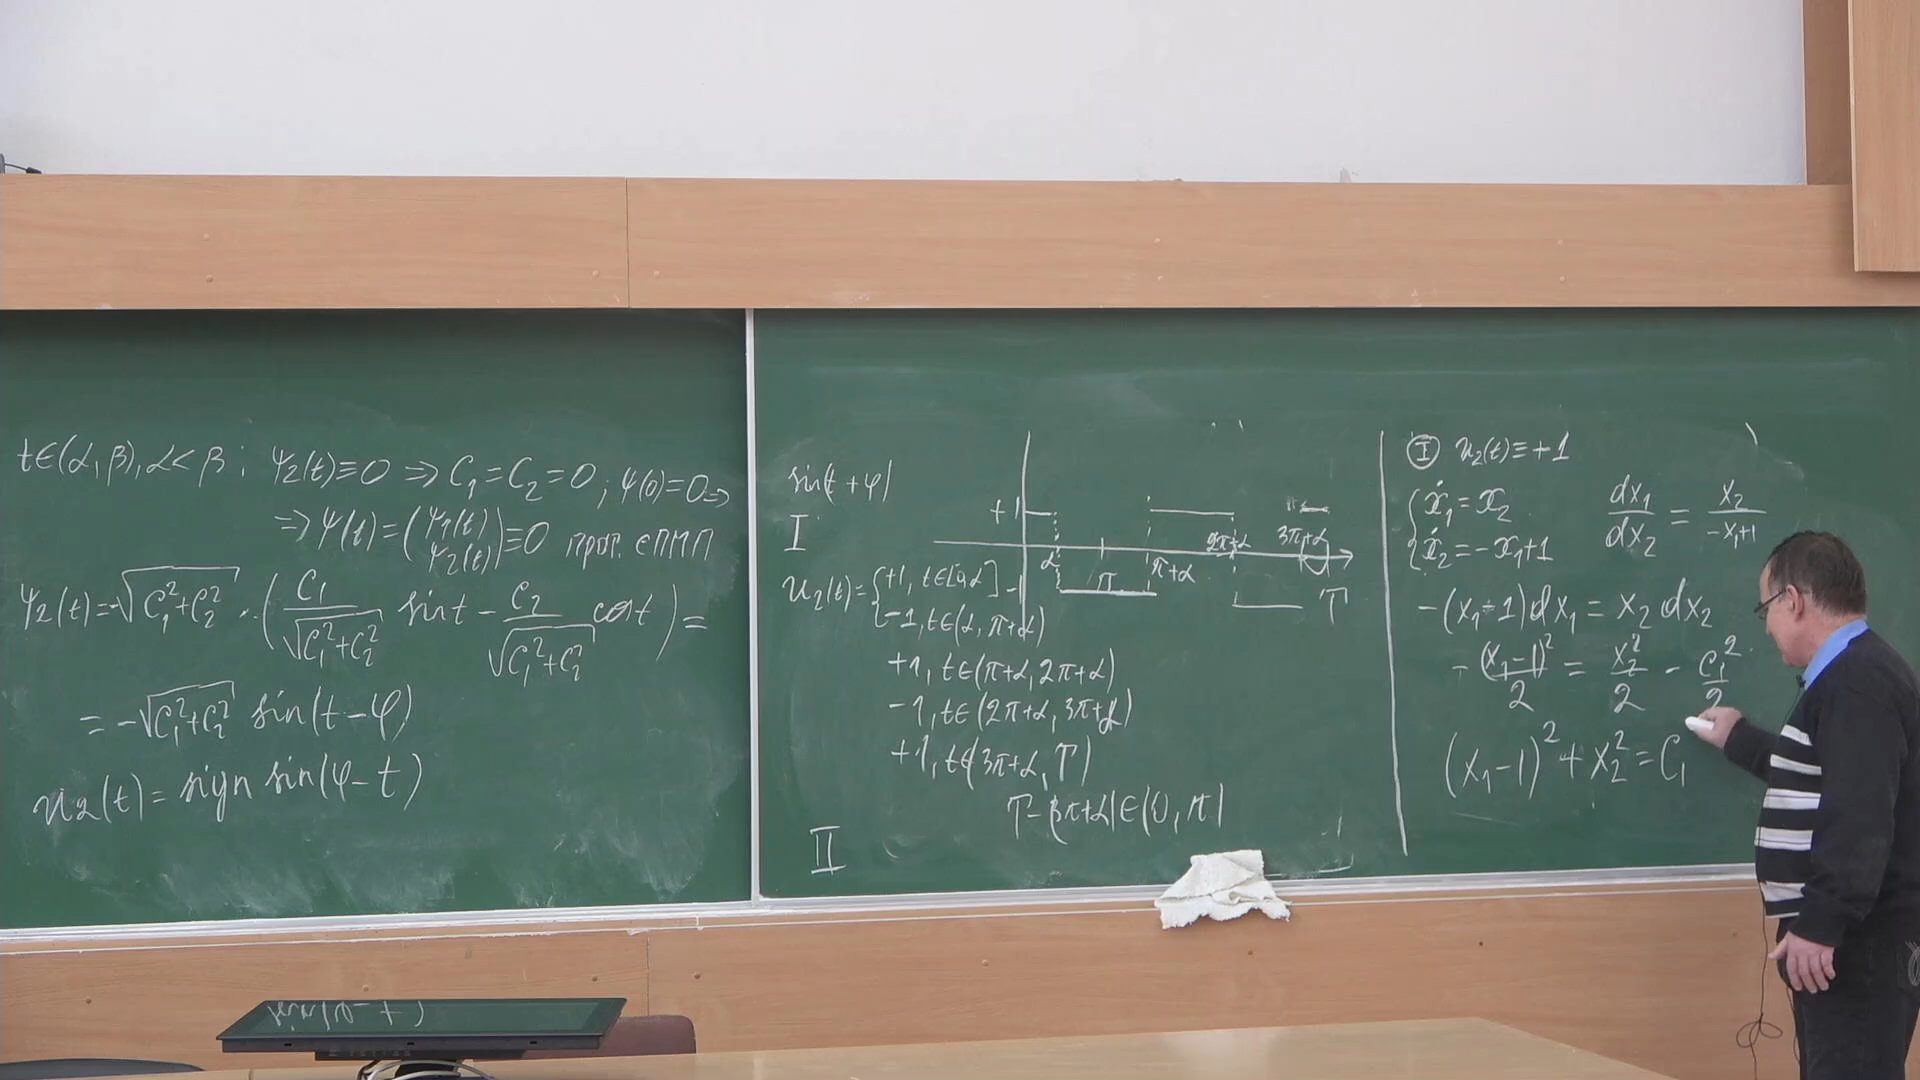 t∈(α, β), α<β; ψ₂(t)≡0 ⇒ C₁=C₂=0; ψ(0)=0⇒
⇒ ψ(t)=(ψ₁(t) ψ₂(t))≡0 прот. с ПМП
ψ₂(t)=√(C₁²+C₂²) · (C₁/√(C₁²+C₂²) sin t − C₂/√(C₁²+C₂²) cos t) =
= −√(C₁²+C₂²) sin(t−φ)
u₂(t)= sign sin(φ−t)
sin(t+φ)
I
+1
α
π
π+α
2π+α
3π+α
T
u₂(t)= { +1, t∈[0,α]
−1, t∈(α, π+α)
+1, t∈(π+α, 2π+α)
−1, t∈(2π+α, 3π+α)
+1, t∈(3π+α, T)
T−(3π+α)∈(0, π)
II
I u₂(t)≡+1
{ ẋ₁=x₂
ẋ₂=−x₁+1
dx₁/dx₂ = x₂/−x₁+1
−(x₁−1)dx₁ = x₂ dx₂
−(x₁−1)²/2 = x₂²/2 − C₁²/2
(x₁−1)²+x₂²=C₁